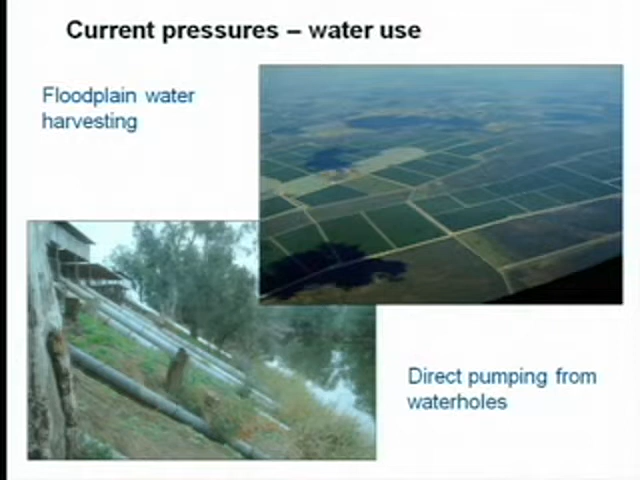 Current pressures – water use
Floodplain water
harvesting
Direct pumping from
waterholes